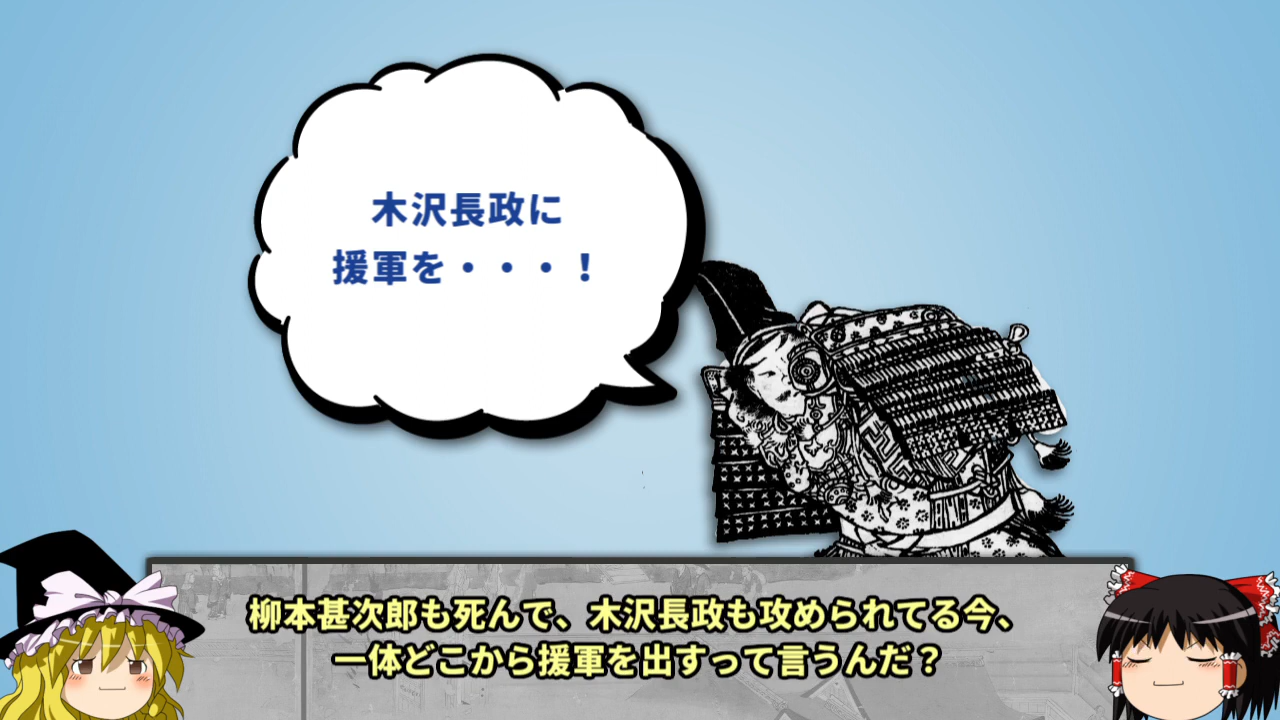 木沢長政に
援軍を・・・！
柳本甚次郎も死んで、木沢長政も攻められてる今、
一体どこから援軍を出すって言うんだ？